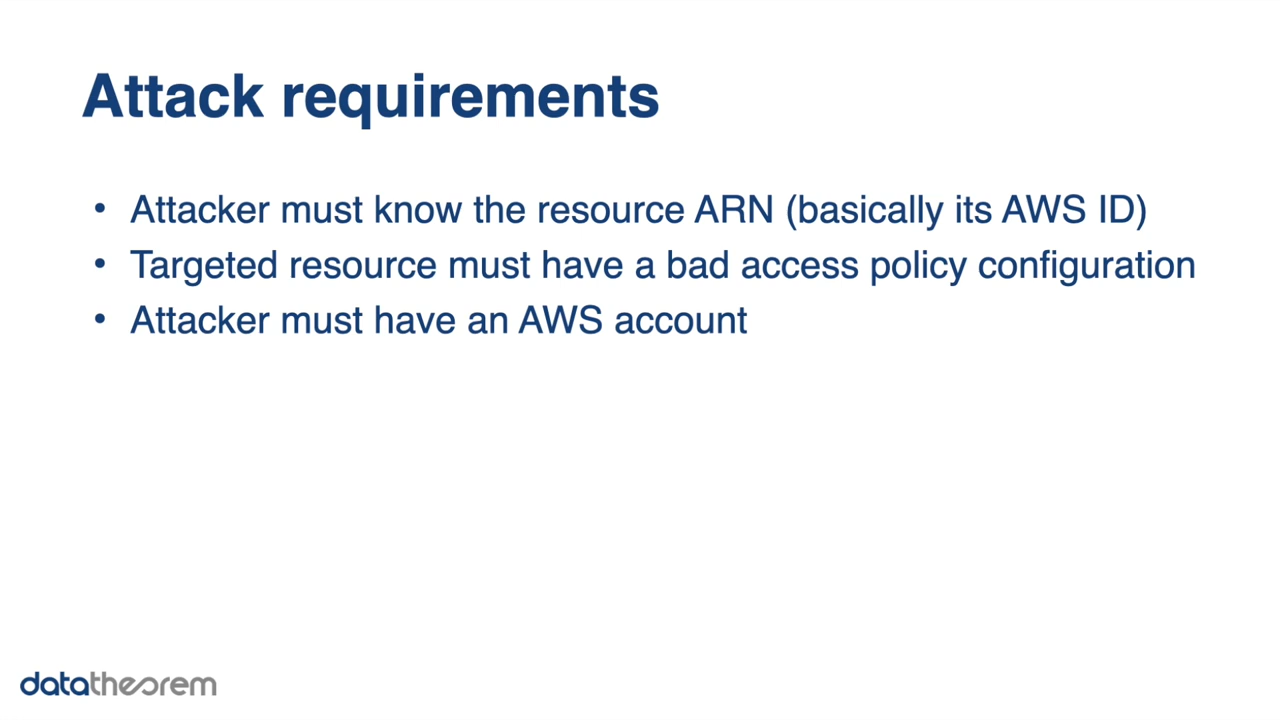 Attack requirements
• Attacker must know the resource ARN (basically its AWS ID)
• Targeted resource must have a bad access policy configuration
• Attacker must have an AWS account
datatheorem